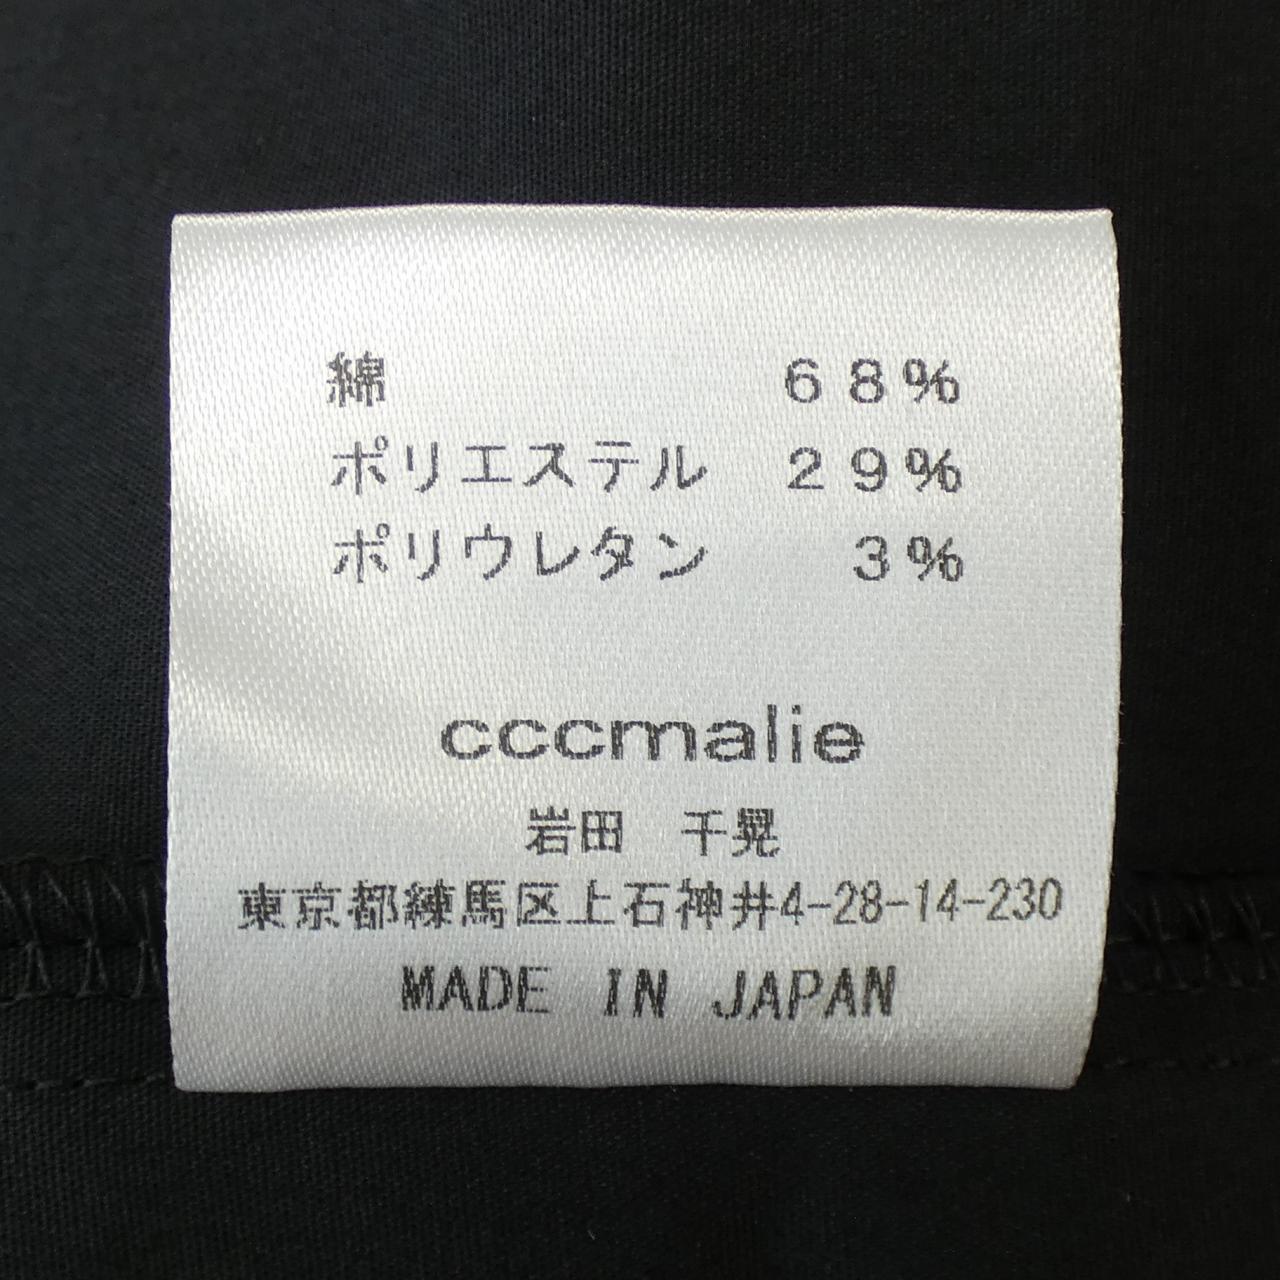 綿 68%
ポリエステル 29%
ポリウレタン 3%
cccmalie
岩田 千晃
東京都練馬区上石神井4-28-14-230
MADE IN JAPAN